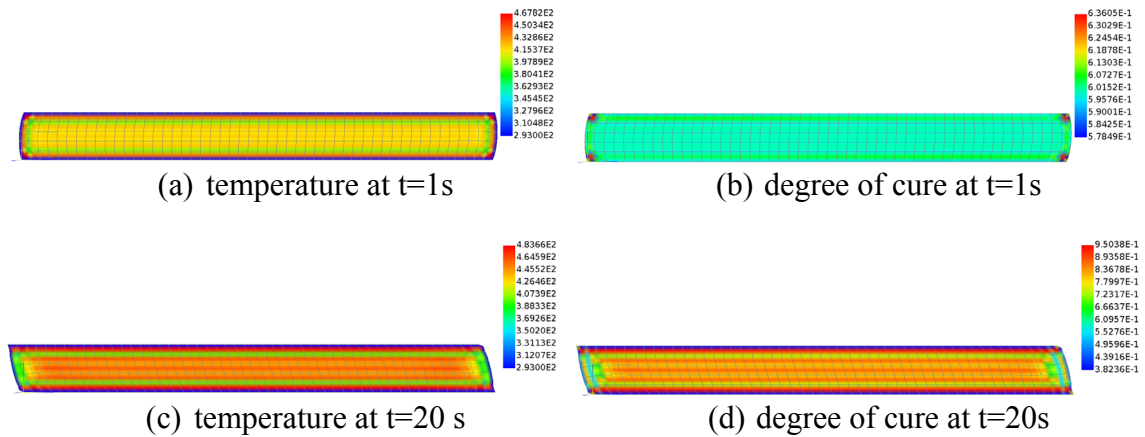 4.6782E2
4.5034E2
4.3286E2
4.1537E2
3.9789E2
3.8041E2
3.6293E2
3.4545E2
3.2796E2
3.1048E2
2.9300E2
(a) temperature at t=1s
6.3605E-1
6.3029E-1
6.2454E-1
6.1878E-1
6.1303E-1
6.0727E-1
6.0152E-1
5.9576E-1
5.9001E-1
5.8425E-1
5.7849E-1
(b) degree of cure at t=1s
4.8366E2
4.6459E2
4.4552E2
4.2646E2
4.0739E2
3.8833E2
3.6926E2
3.5020E2
3.3113E2
3.1207E2
2.9300E2
(c) temperature at t=20 s
9.5038E-1
8.9358E-1
8.3678E-1
7.7997E-1
7.2317E-1
6.6637E-1
6.0957E-1
5.5276E-1
4.9596E-1
4.3916E-1
3.8236E-1
(d) degree of cure at t=20s